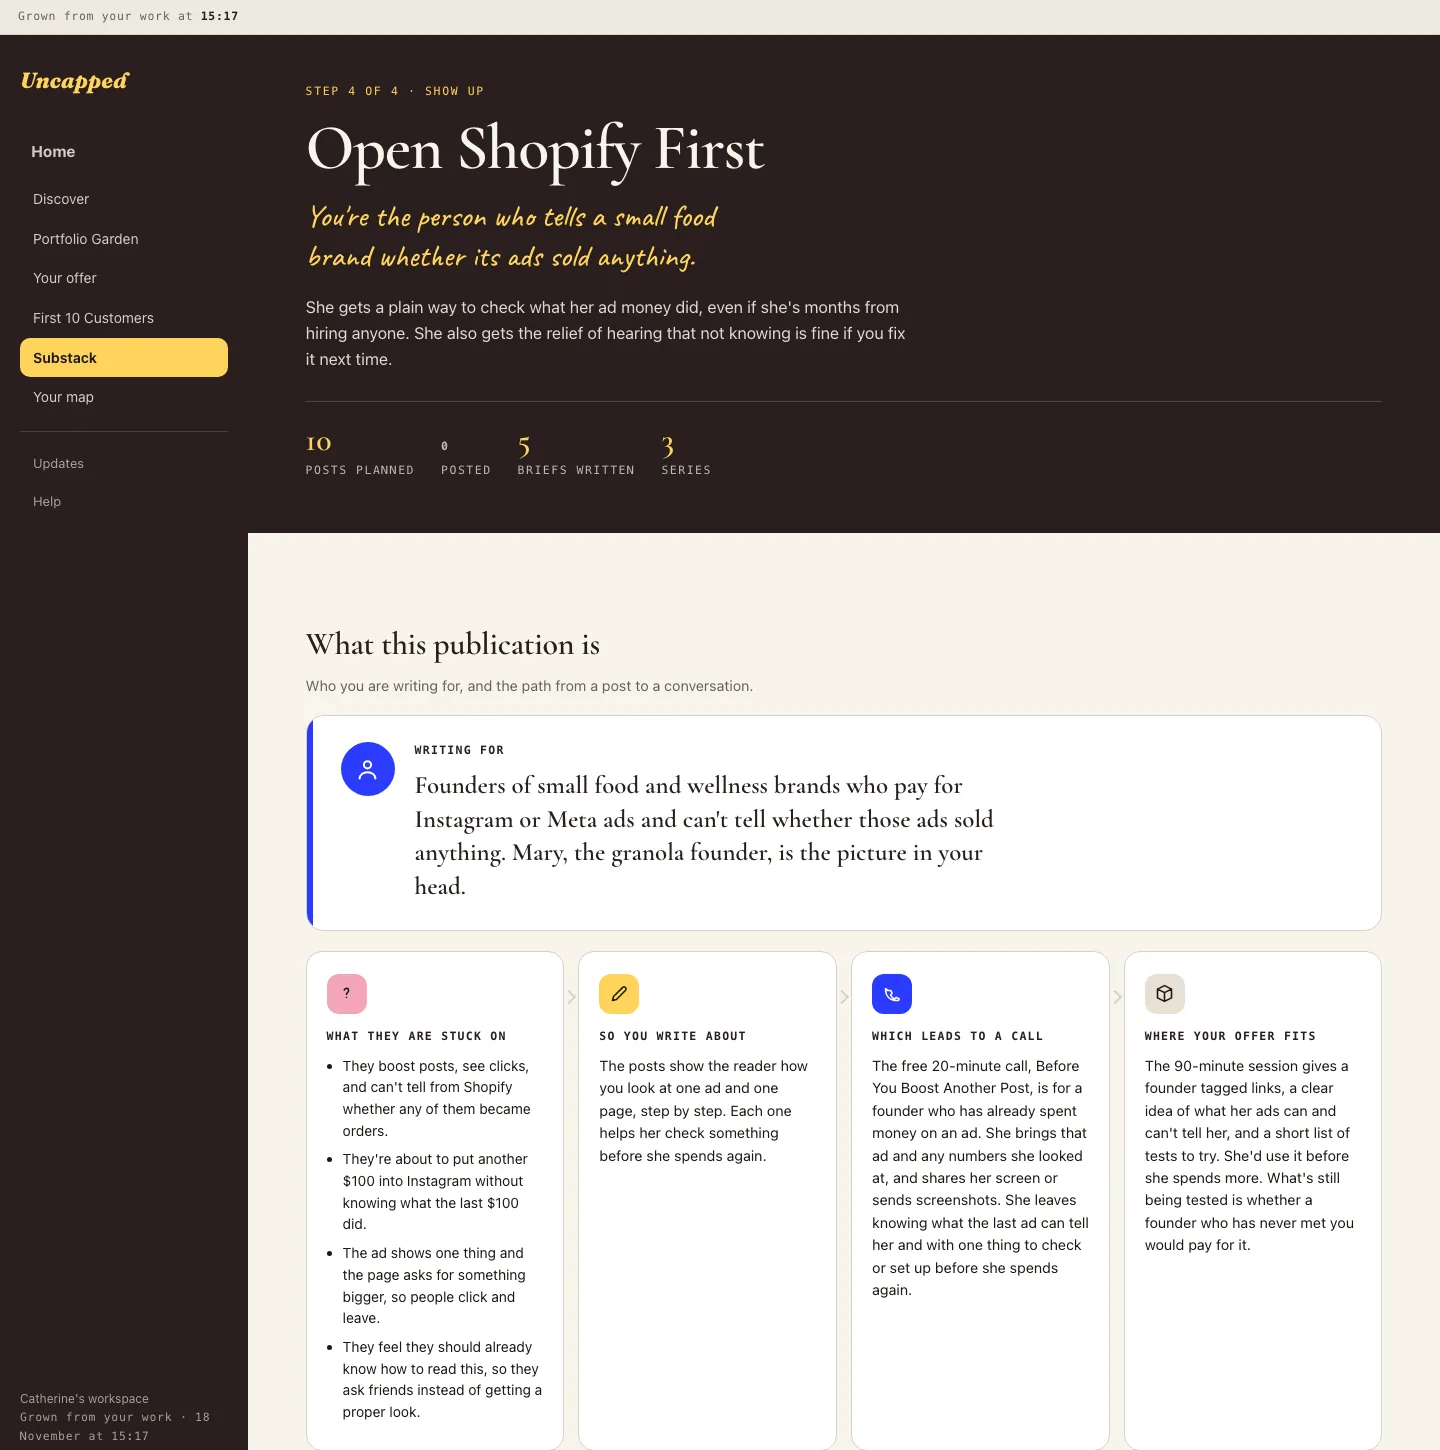 Grown from your work at 15:17
Uncapped
Home
Discover
Portfolio Garden
Your offer
First 10 Customers
Substack
Your map
Updates
Help
Catherine's workspace
Grown from your work · 18
November at 15:17
STEP 4 OF 4 · SHOW UP
Open Shopify First
You're the person who tells a small food
brand whether its ads sold anything.
She gets a plain way to check what her ad money did, even if she's months from
hiring anyone. She also gets the relief of hearing that not knowing is fine if you fix
it next time.
10
POSTS PLANNED
0
POSTED
5
BRIEFS WRITTEN
3
SERIES
What this publication is
Who you are writing for, and the path from a post to a conversation.
WRITING FOR
Founders of small food and wellness brands who pay for
Instagram or Meta ads and can't tell whether those ads sold
anything. Mary, the granola founder, is the picture in your
head.
?
WHAT THEY ARE STUCK ON
• They boost posts, see clicks,
and can't tell from Shopify
whether any of them became
orders.
• They're about to put another
$100 into Instagram without
knowing what the last $100
did.
• The ad shows one thing and
the page asks for something
bigger, so people click and
leave.
• They feel they should already
know how to read this, so they
ask friends instead of getting a
proper look.
SO YOU WRITE ABOUT
The posts show the reader how
you look at one ad and one
page, step by step. Each one
helps her check something
before she spends again.
WHICH LEADS TO A CALL
The free 20-minute call, Before
You Boost Another Post, is for a
founder who has already spent
money on an ad. She brings that
ad and any numbers she looked
at, and shares her screen or
sends screenshots. She leaves
knowing what the last ad can tell
her and with one thing to check
or set up before she spends
again.
WHERE YOUR OFFER FITS
The 90-minute session gives a
founder tagged links, a clear
idea of what her ads can and
can't tell her, and a short list of
tests to try. She'd use it before
she spends more. What's still
being tested is whether a
founder who has never met you
would pay for it.